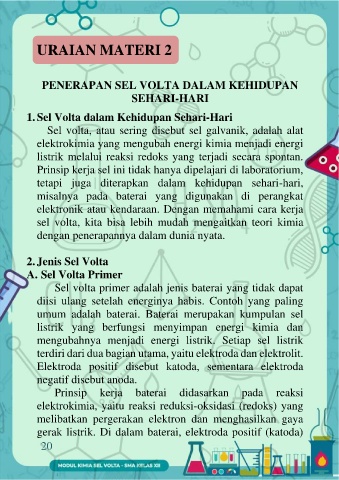 URAIAN MATERI 2
PENERAPAN SEL VOLTA DALAM KEHIDUPAN
SEHARI-HARI
1. Sel Volta dalam Kehidupan Sehari-Hari
Sel volta, atau sering disebut sel galvanik, adalah alat
elektrokimia yang mengubah energi kimia menjadi energi
listrik melalui reaksi redoks yang terjadi secara spontan.
Prinsip kerja sel ini tidak hanya dipelajari di laboratorium,
tetapi juga diterapkan dalam kehidupan sehari-hari,
misalnya pada baterai yang digunakan di perangkat
elektronik atau kendaraan. Dengan memahami cara kerja
sel volta, kita bisa lebih mudah mengaitkan teori kimia
dengan penerapannya dalam dunia nyata.
2. Jenis Sel Volta
A. Sel Volta Primer
Sel volta primer adalah jenis baterai yang tidak dapat
diisi ulang setelah energinya habis. Contoh yang paling
umum adalah baterai. Baterai merupakan kumpulan sel
listrik yang berfungsi menyimpan energi kimia dan
mengubahnya menjadi energi listrik. Setiap sel listrik
terdiri dari dua bagian utama, yaitu elektroda dan elektrolit.
Elektroda positif disebut katoda, sementara elektroda
negatif disebut anoda.
Prinsip kerja baterai didasarkan pada reaksi
elektrokimia, yaitu reaksi reduksi-oksidasi (redoks) yang
melibatkan pergerakan elektron dan menghasilkan gaya
gerak listrik. Di dalam baterai, elektroda positif (katoda)
20
MODUL KIMIA SEL VOLTA - SMA KELAS XII